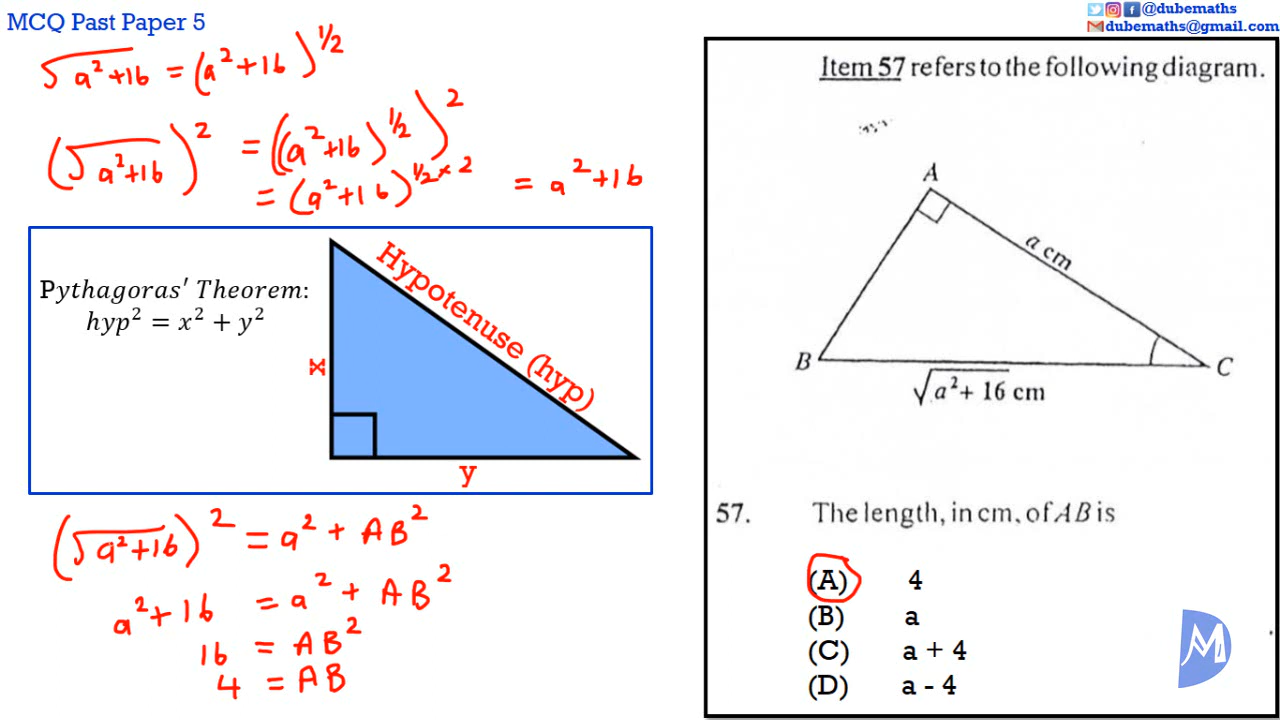 MCQ Past Paper 5
@dubemaths
dubemaths@gmail.com
√a²+16 = (a²+16)^½
(√a²+16)² = ((a²+16)^½)²
= (a²+16)^½×2 = a²+16
Pythagoras' Theorem:
hyp² = x² + y²
Hypotenuse (hyp)
x
y
(√a²+16)² = a² + AB²
a²+16 = a² + AB²
16 = AB²
4 = AB
Item 57 refers to the following diagram.
A
a cm
B
C
√a²+ 16 cm
57. The length, in cm, of AB is
(A) 4
(B) a
(C) a + 4
(D) a - 4
M